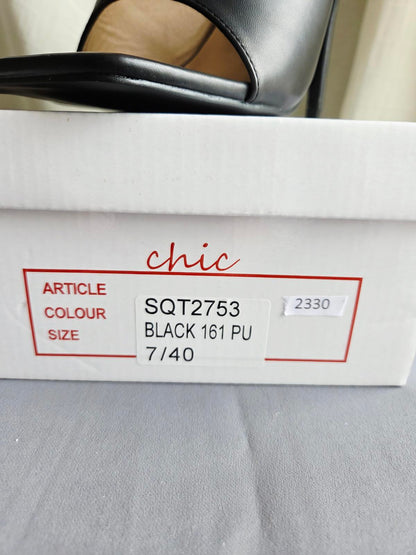 chic
ARTICLE SQT2753 2330
COLOUR BLACK 161 PU
SIZE 7/40